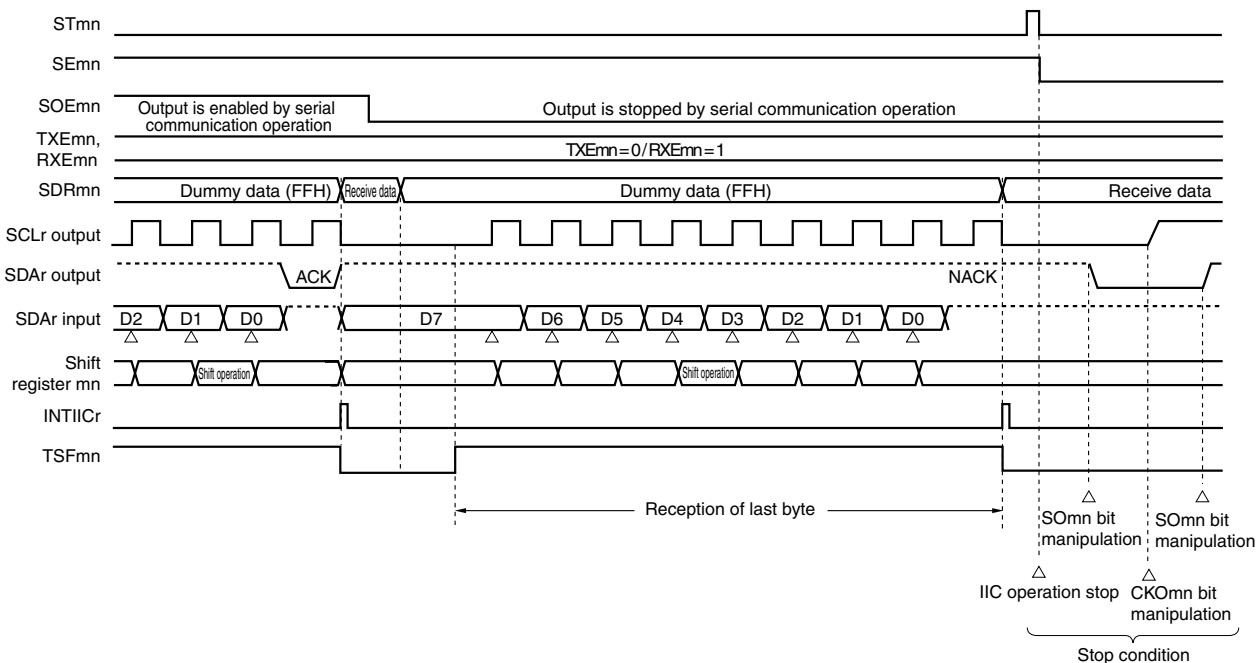 STmn
SEmn
SOEmn
Output is enabled by serial
communication operation
Output is stopped by serial communication operation
TXEmn,
RXEmn
TXEmn=0/RXEmn=1
SDRmn
Dummy data (FFH)
Receive data
Dummy data (FFH)
Receive data
SCLr output
SDAr output
ACK
NACK
SDAr input
D2
D1
D0
D7
D6
D5
D4
D3
D2
D1
D0
Shift
register mn
Shift operation
Shift operation
INTIICr
TSFmn
Reception of last byte
SOmn bit
manipulation
SOmn bit
manipulation
IIC operation stop
CKOmn bit
manipulation
Stop condition